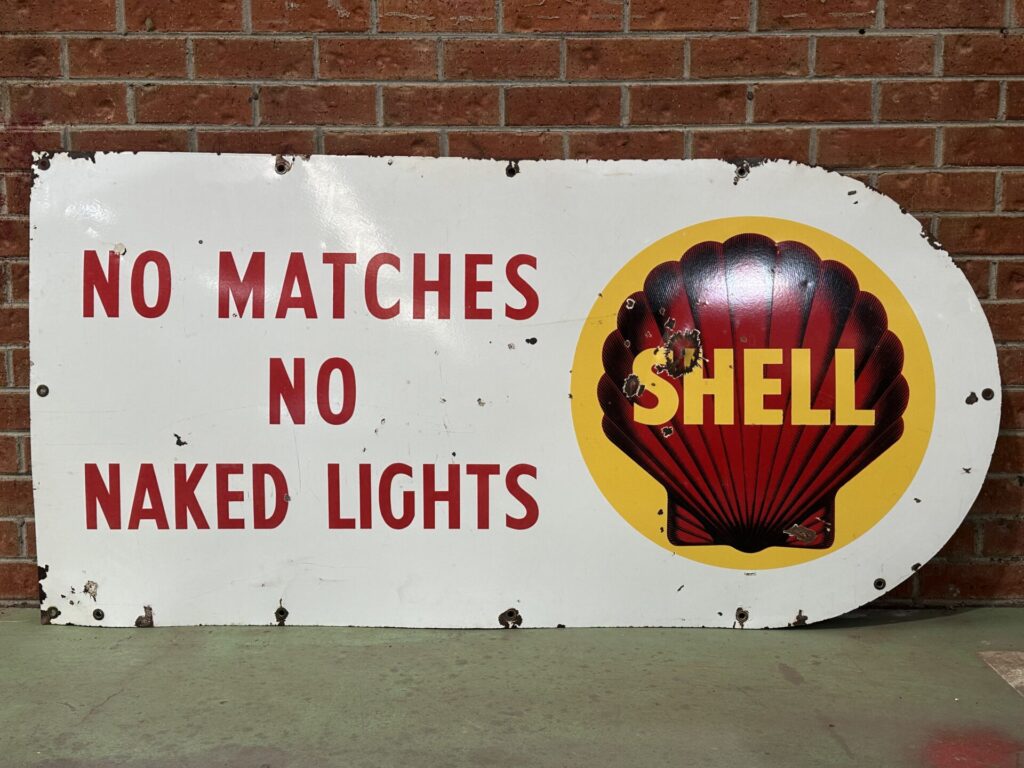 NO MATCHES
NO
NAKED LIGHTS
SHELL